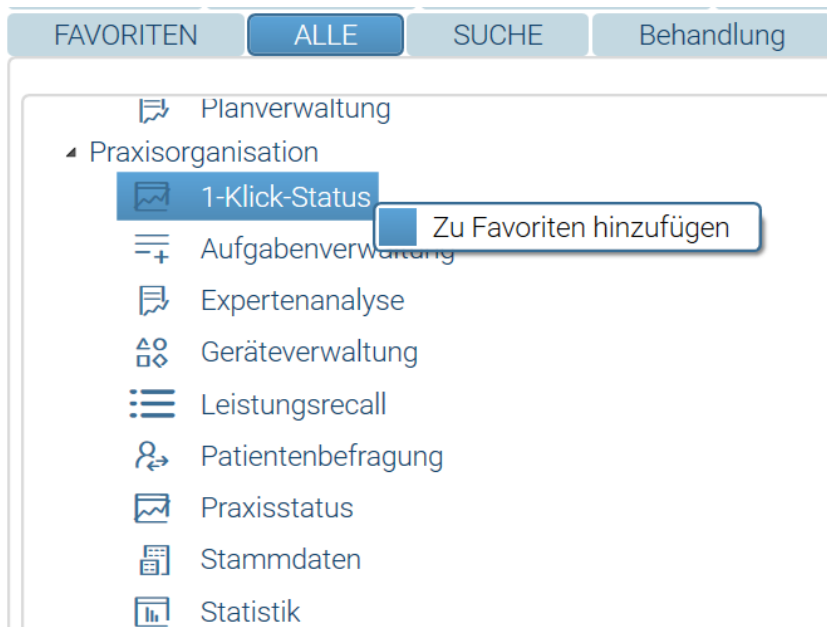 FAVORITEN ALLE SUCHE Behandlung
Planverwaltung
Praxisorganisation
1-Klick-Status
Zu Favoriten hinzufügen
Aufgabenverwaltung
Expertenanalyse
Geräteverwaltung
Leistungsrecall
Patientenbefragung
Praxisstatus
Stammdaten
Statistik